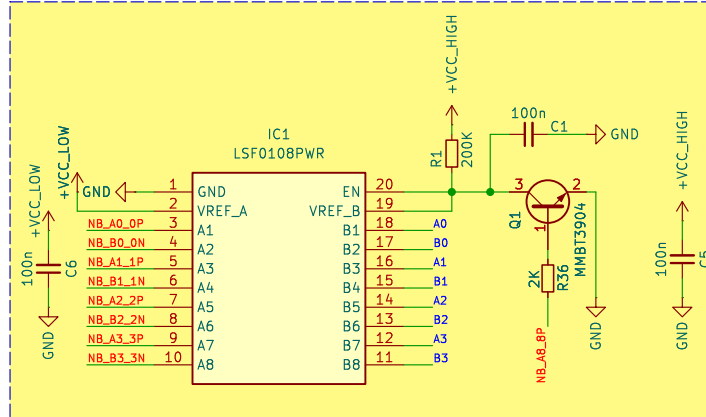 +VCC_HIGH
100n
C1
GND
R1
200K
IC1
LSF0108PWR
+VCC_LOW
+VCC_LOW
GND
1
GND
EN
20
2
VREF_A
VREF_B
19
NB_A0_0P
3
A1
B1
18
A0
NB_B0_0N
4
A2
B2
17
B0
NB_A1_1P
5
A3
B3
16
A1
NB_B1_1N
6
A4
B4
15
B1
NB_A2_2P
7
A5
B5
14
A2
NB_B2_2N
8
A6
B6
13
B2
NB_A3_3P
9
A7
B7
12
A3
NB_B3_3N
10
A8
B8
11
B3
100n
C6
GND
3
2
1
Q1
MMBT3904
2K
R36
NB_A8_8P
GND
+VCC_HIGH
100n
C5
GND